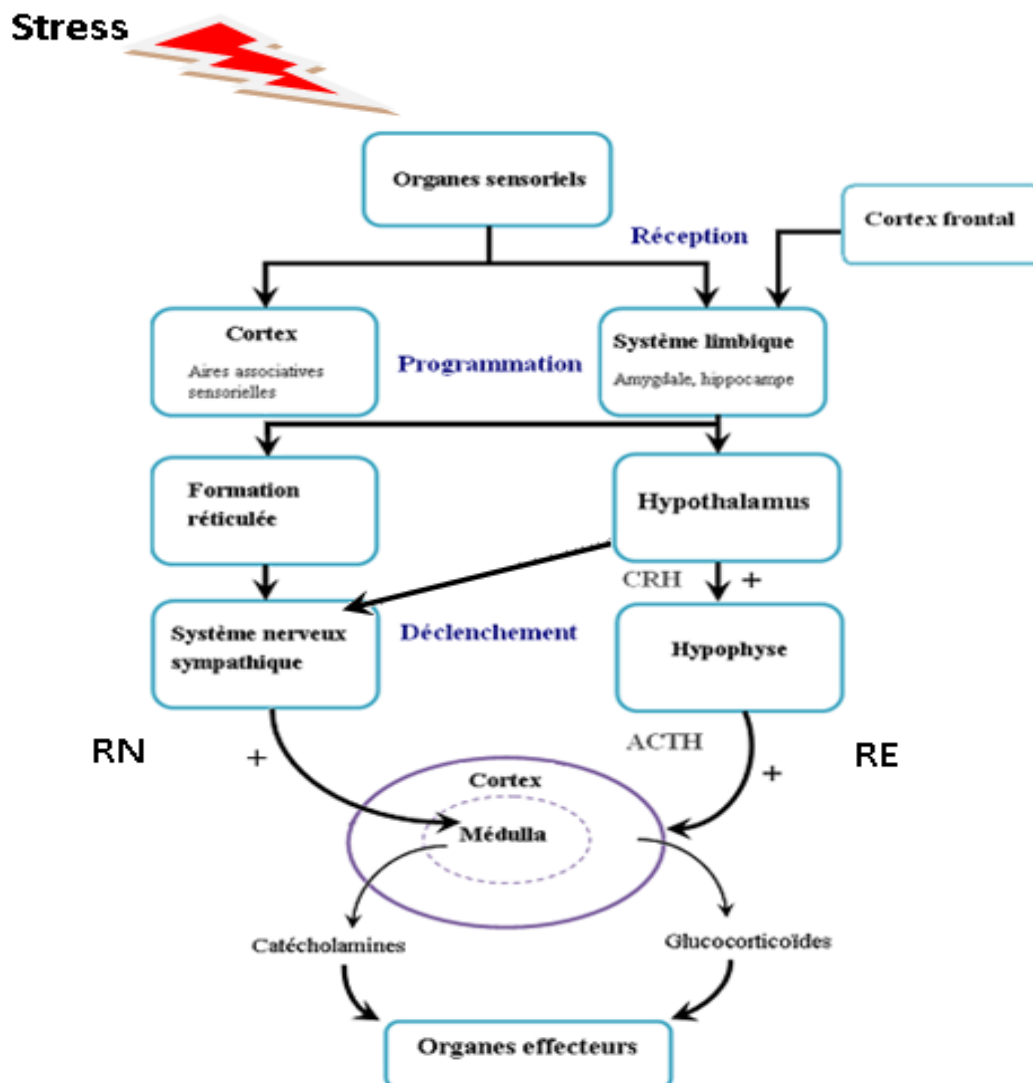 Stress
Organes sensoriels
Cortex frontal
Réception
Cortex
Aires associatives
sensorielles
Programmation
Système limbique
Amygdale, hippocampe
Formation
réticulée
Hypothalamus
CRH +
Système nerveux
sympathique
Déclenchement
Hypophyse
RN
+
ACTH
+
RE
Cortex
Médulla
Catécholamines
Glucocorticoïdes
Organes effecteurs